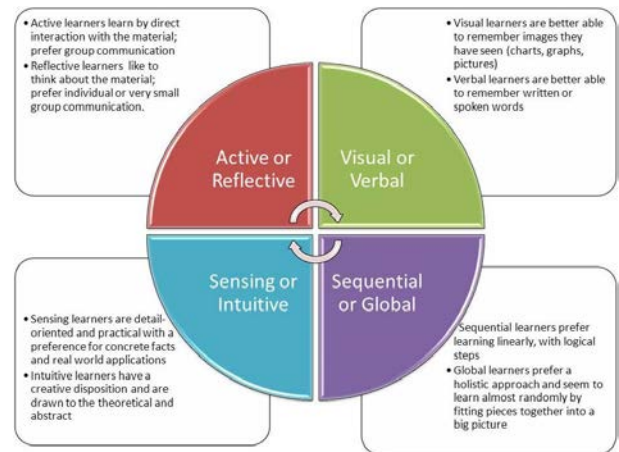 • Active learners learn by direct
interaction with the material;
prefer group communication
• Reflective learners like to
think about the material;
prefer individual or very small
group communication.
• Visual learners are better able
to remember images they
have seen (charts, graphs,
pictures)
• Verbal learners are better able
to remember written or
spoken words
Active or
Reflective
Visual or
Verbal
Sensing or
Intuitive
Sequential
or Global
• Sensing learners are detail-
oriented and practical with a
preference for concrete facts
and real world applications
• Intuitive learners have a
creative disposition and are
drawn to the theoretical and
abstract
Sequential learners prefer
learning linearly, with logical
steps
• Global learners prefer a
holistic approach and seem to
learn almost randomly by
fitting pieces together into a
big picture